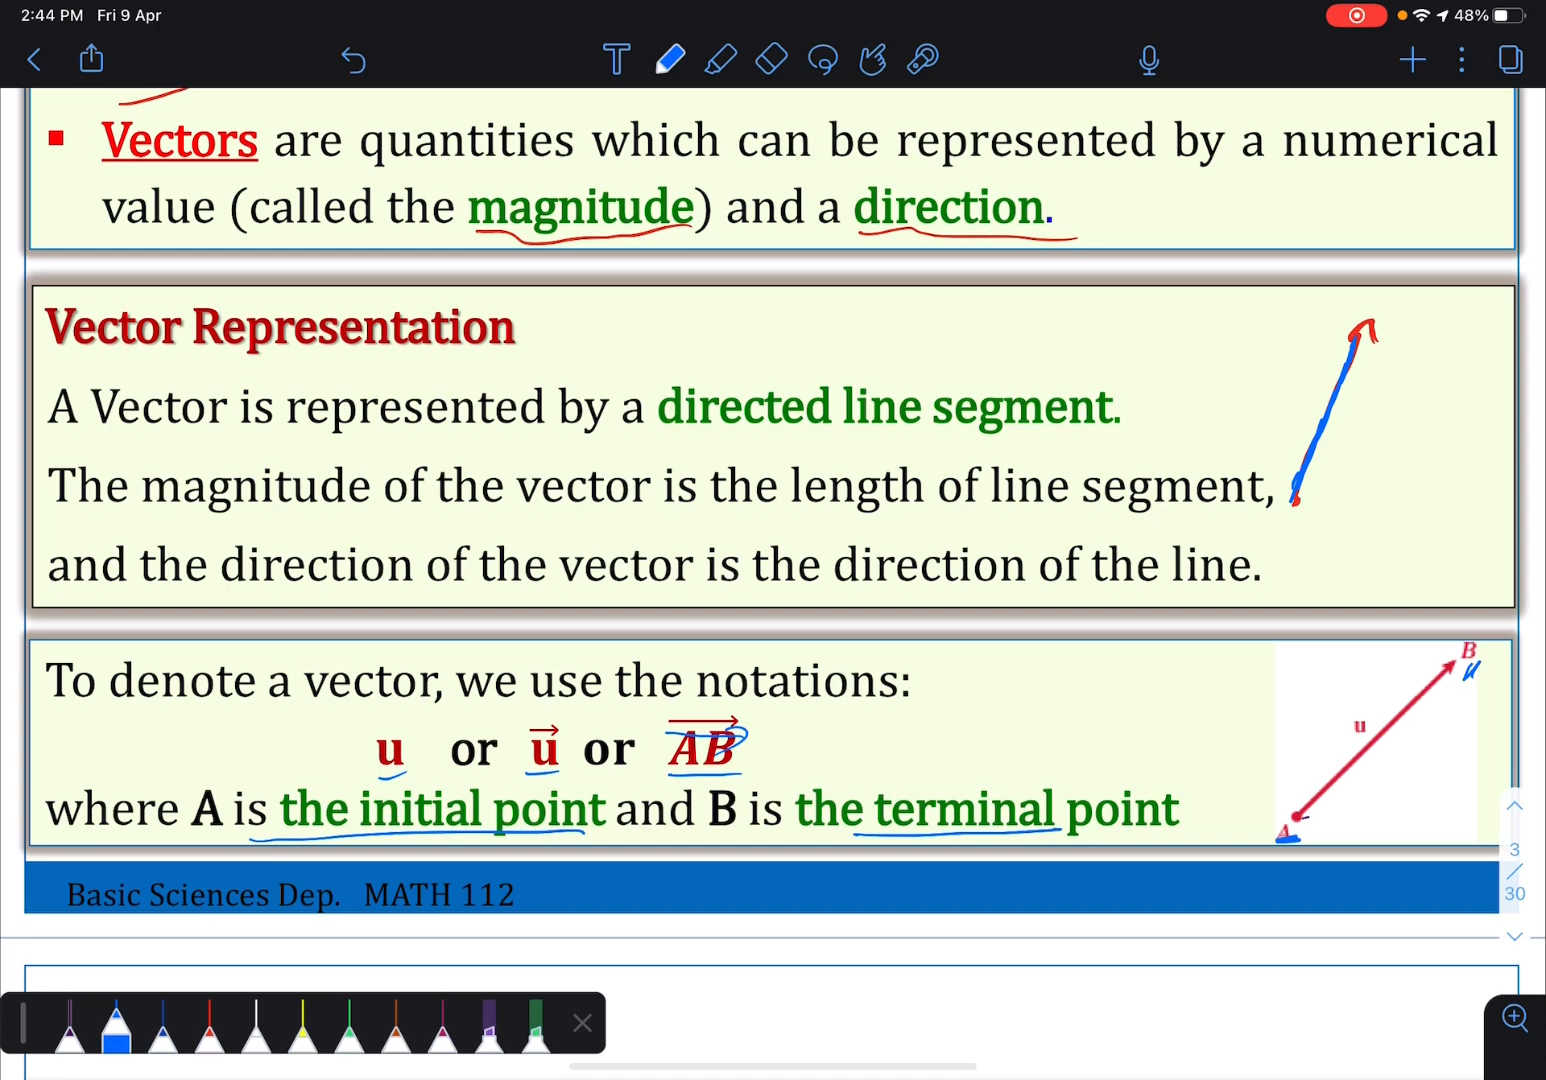 2:44 PM Fri 9 Apr
48%
▪ Vectors are quantities which can be represented by a numerical
value (called the magnitude) and a direction.
Vector Representation
A Vector is represented by a directed line segment.
The magnitude of the vector is the length of line segment,
and the direction of the vector is the direction of the line.
To denote a vector, we use the notations:
B
u
u or u⃗ or A⃗B⃗
where A is the initial point and B is the terminal point
A
3
/
30
Basic Sciences Dep. MATH 112